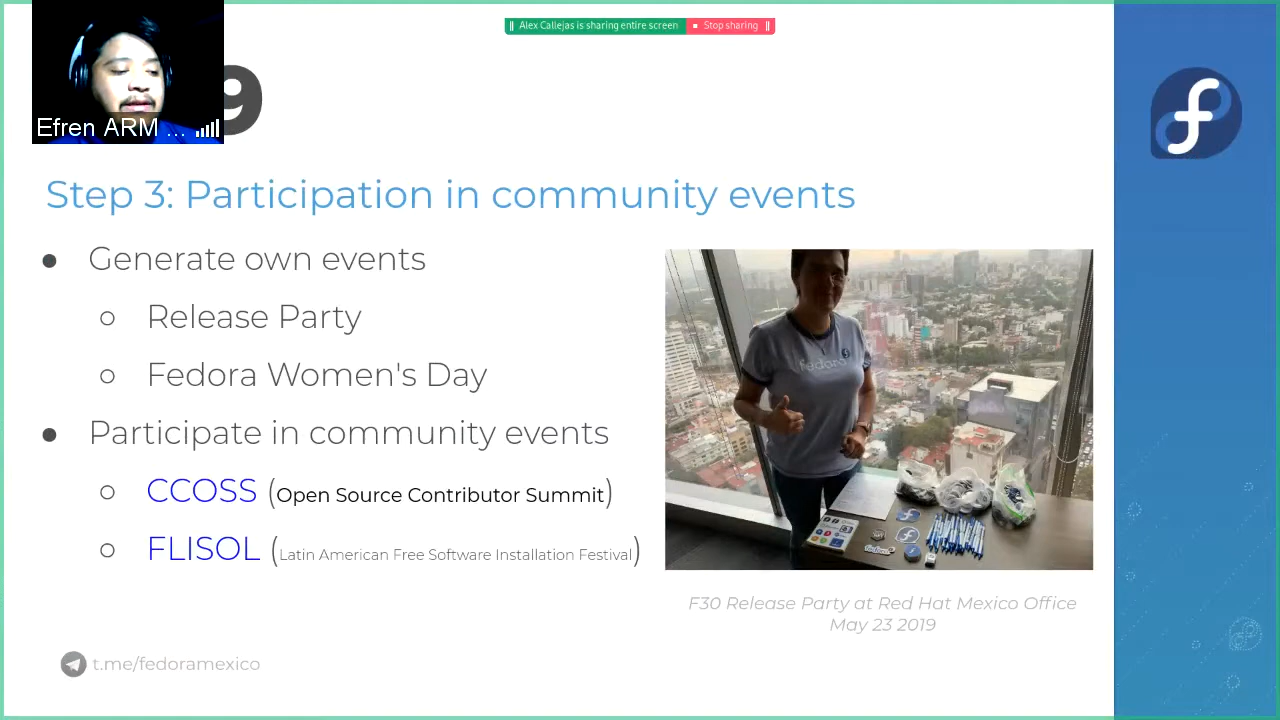 Alex Callejas is sharing entire screen Stop sharing
9
Efren ARM ...
Step 3: Participation in community events
Generate own events
Release Party
Fedora Women's Day
Participate in community events
CCOSS (Open Source Contributor Summit)
FLISOL (Latin American Free Software Installation Festival)
fedora
F30 Release Party at Red Hat Mexico Office
May 23 2019
t.me/fedoramexico